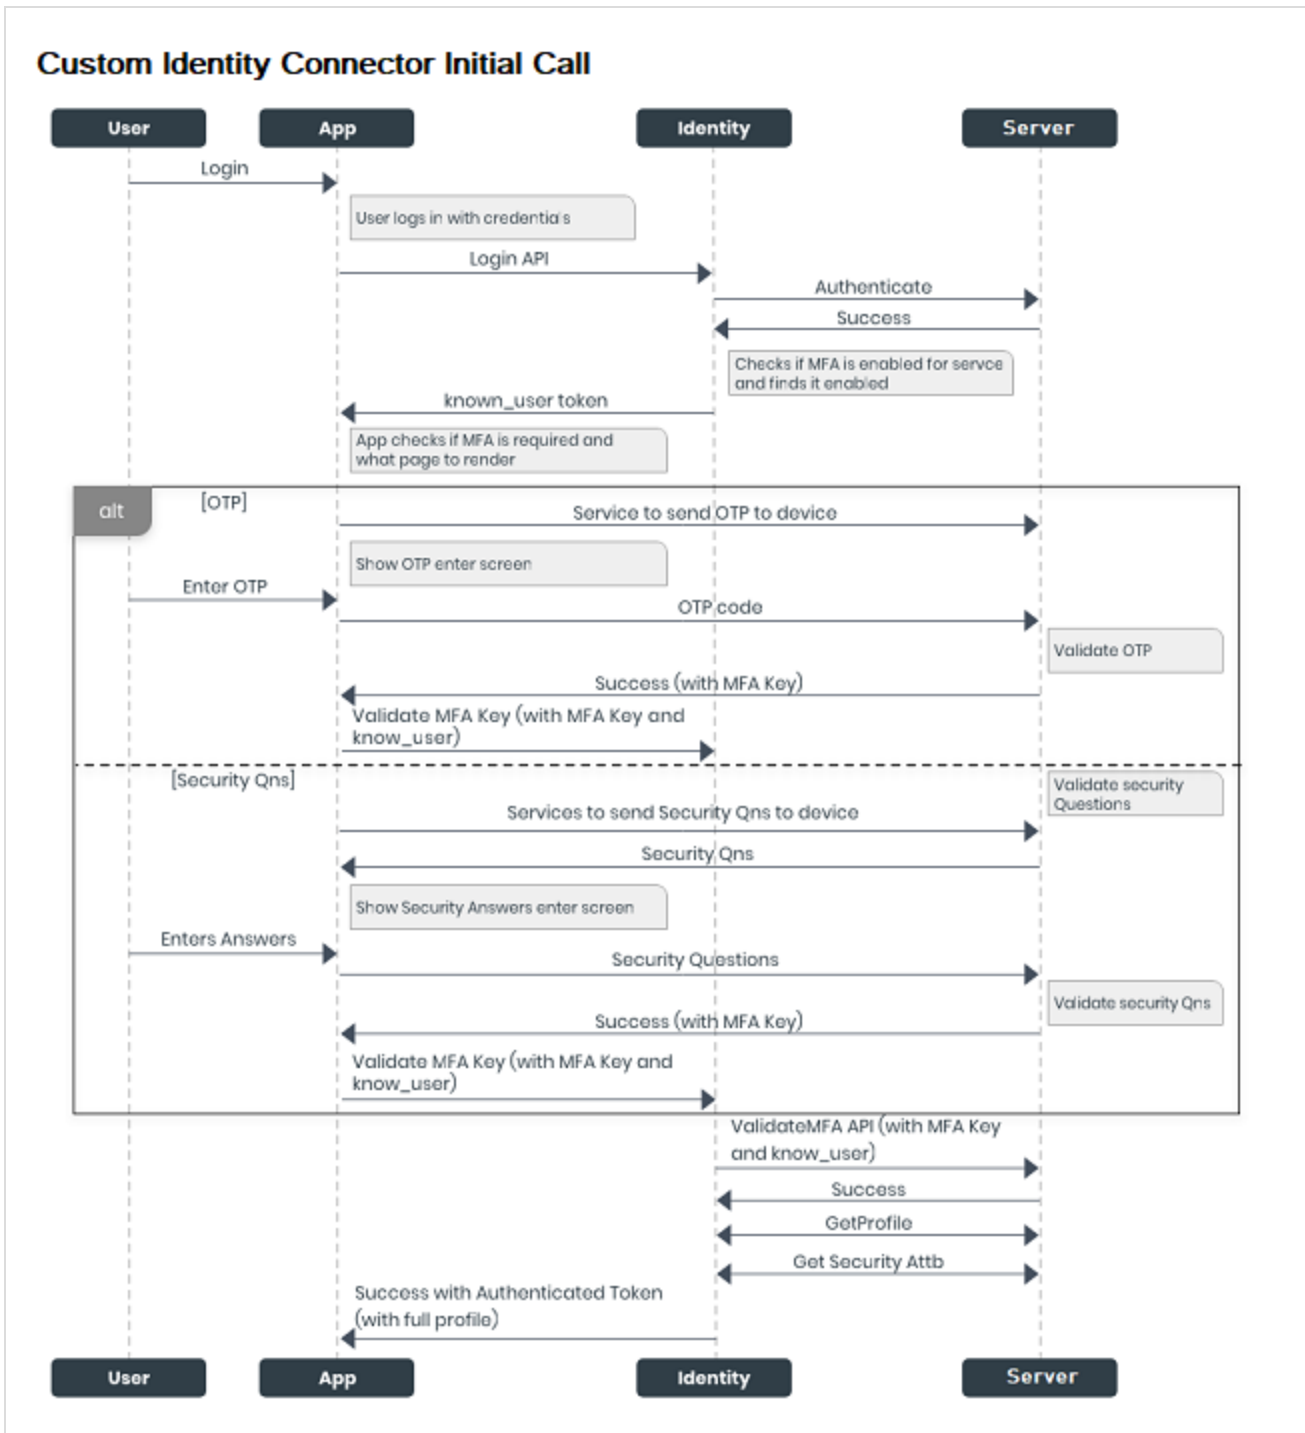 Custom Identity Connector Initial Call
User App Identity Server
Login
User logs in with credentials
Login API
Authenticate
Success
Checks if MFA is enabled for servce
and finds it enabled
known_user token
App checks if MFA is required and
what page to render
alt [OTP]
Service to send OTP to device
Show OTP enter screen
Enter OTP
OTP code
Validate OTP
Success (with MFA Key)
Validate MFA Key (with MFA Key and
know_user)
[Security Qns]
Validate security
Questions
Services to send Security Qns to device
Security Qns
Show Security Answers enter screen
Enters Answers
Security Questions
Validate security Qns
Success (with MFA Key)
Validate MFA Key (with MFA Key and
know_user)
ValidateMFA API (with MFA Key
and know_user)
Success
GetProfile
Get Security Attb
Success with Authenticated Token
(with full profile)
User App Identity Server